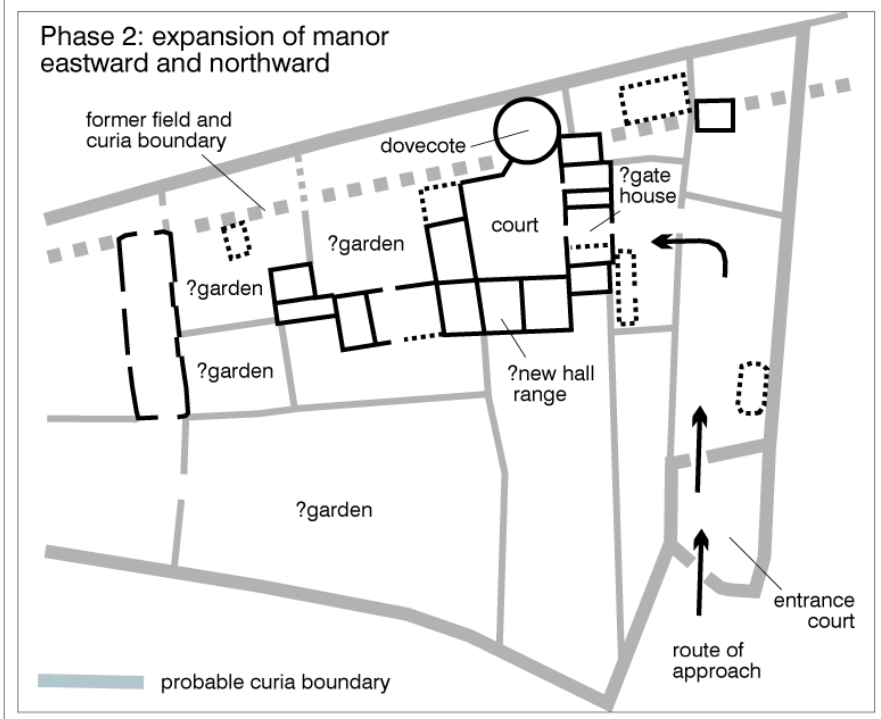 Phase 2: expansion of manor
eastward and northward
former field and
curia boundary
dovecote
?gate
house
court
?garden
?garden
?garden
?new hall
range
?garden
entrance
court
route of
approach
probable curia boundary